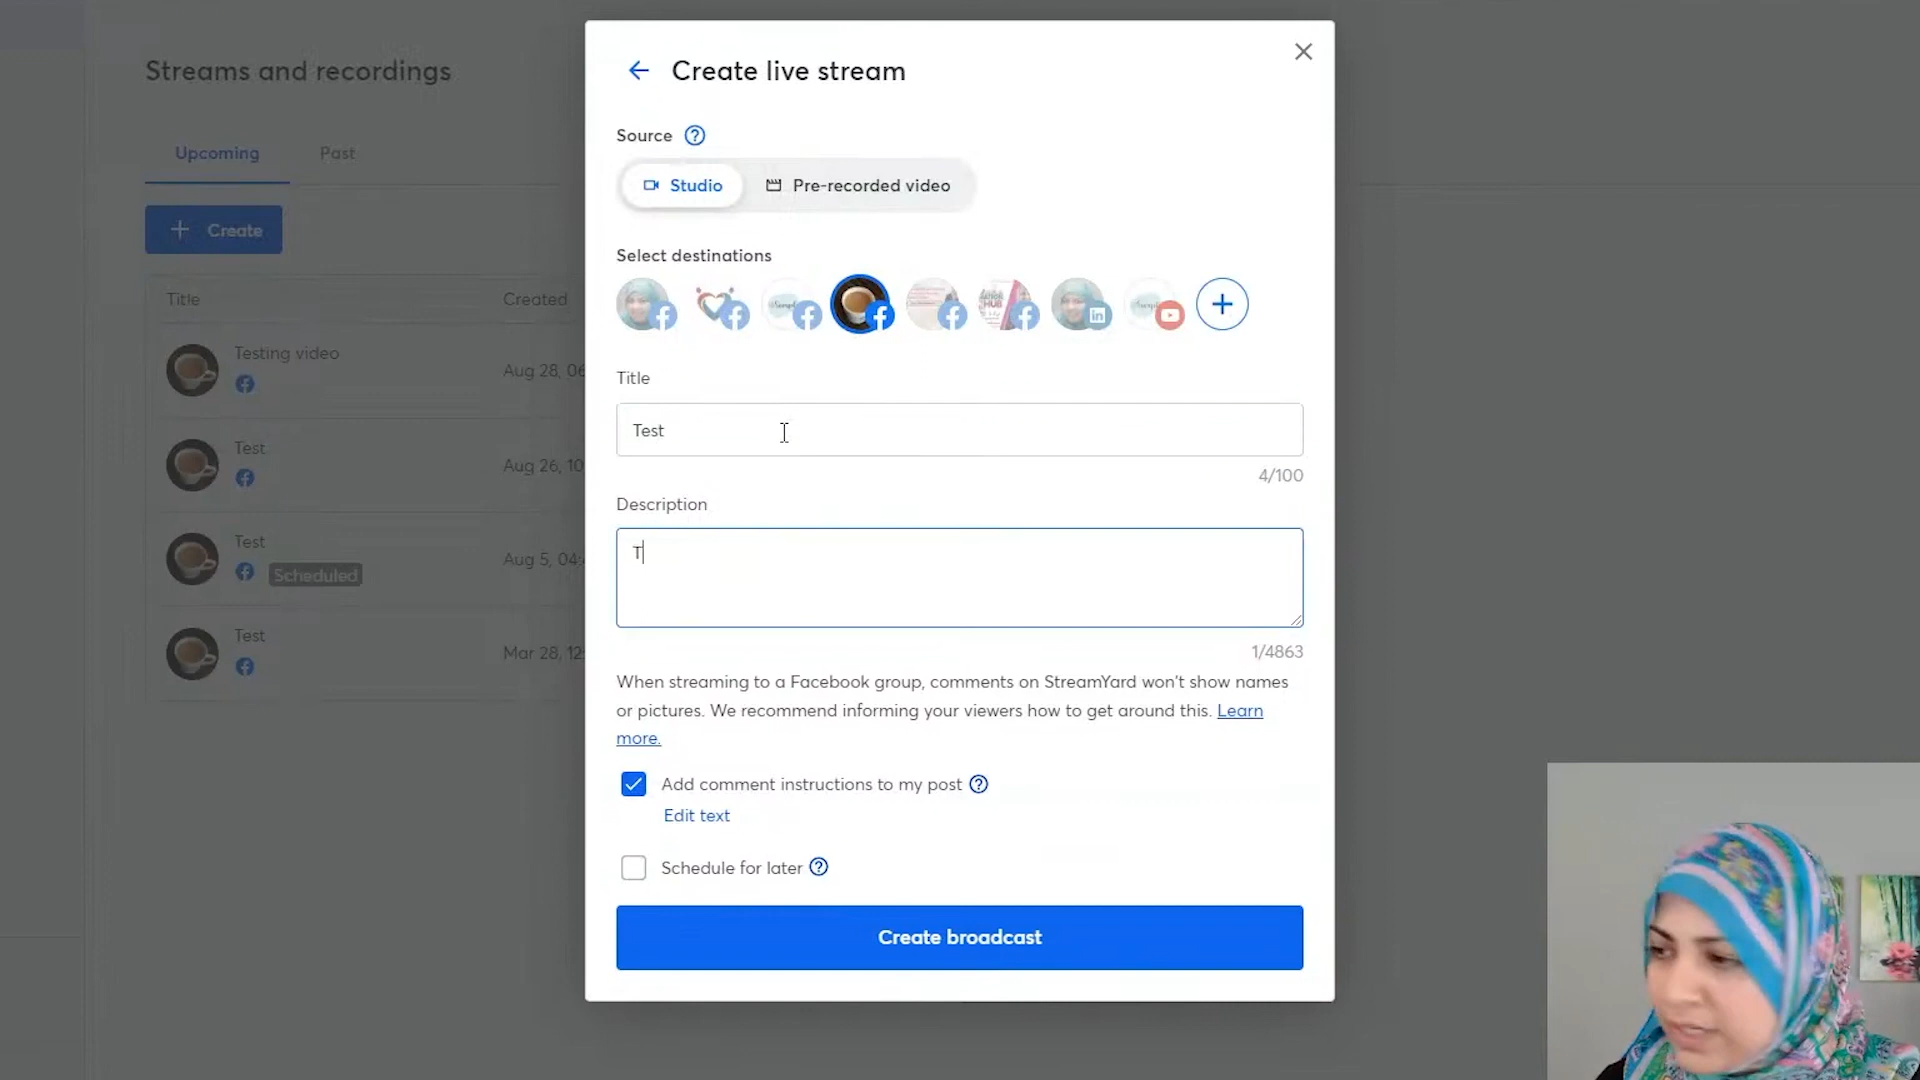 Streams and recordings
Upcoming
Past
+ Create
Title
Created
Testing video
Aug 28, 06
Test
Aug 26, 10
Test
Scheduled
Aug 5, 04:
Test
Mar 28, 12:
Create live stream
Source
Studio
Pre-recorded video
Select destinations
HUB
Title
Test
4/100
Description
T
1/4863
When streaming to a Facebook group, comments on StreamYard won't show names
or pictures. We recommend informing your viewers how to get around this. Learn
more.
Add comment instructions to my post
Edit text
Schedule for later
Create broadcast